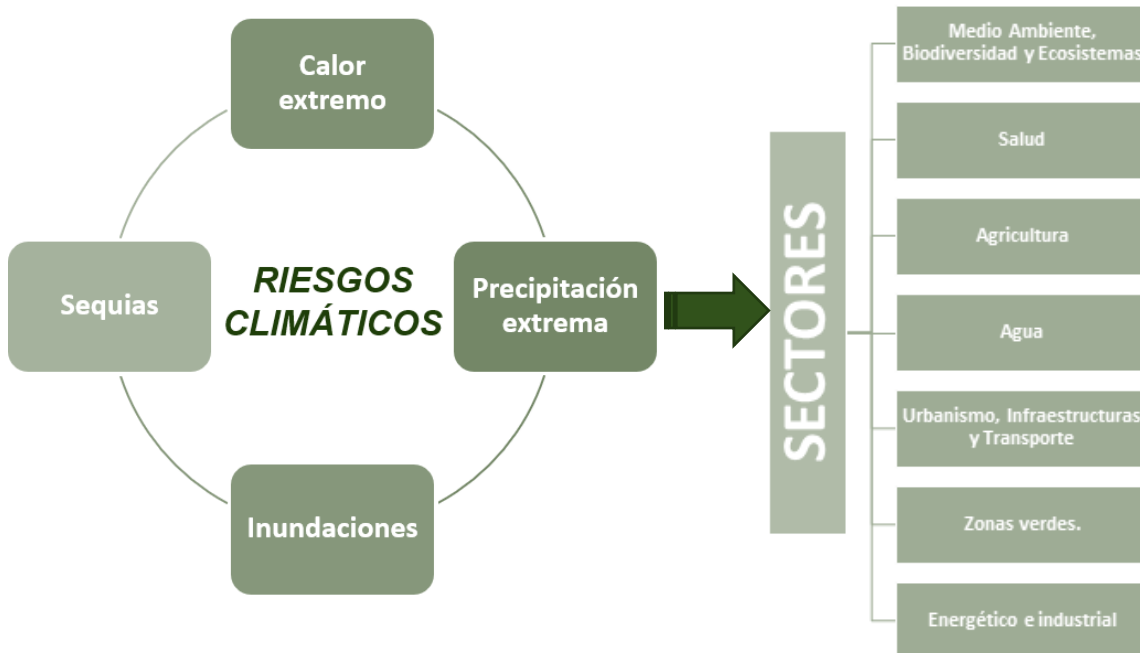 Calor
extremo
Sequias
RIESGOS
CLIMÁTICOS
Precipitación
extrema
Inundaciones
SECTORES
Medio Ambiente,
Biodiversidad y Ecosistemas
Salud
Agricultura
Agua
Urbanismo, Infraestructuras
y Transporte
Zonas verdes.
Energético e industrial